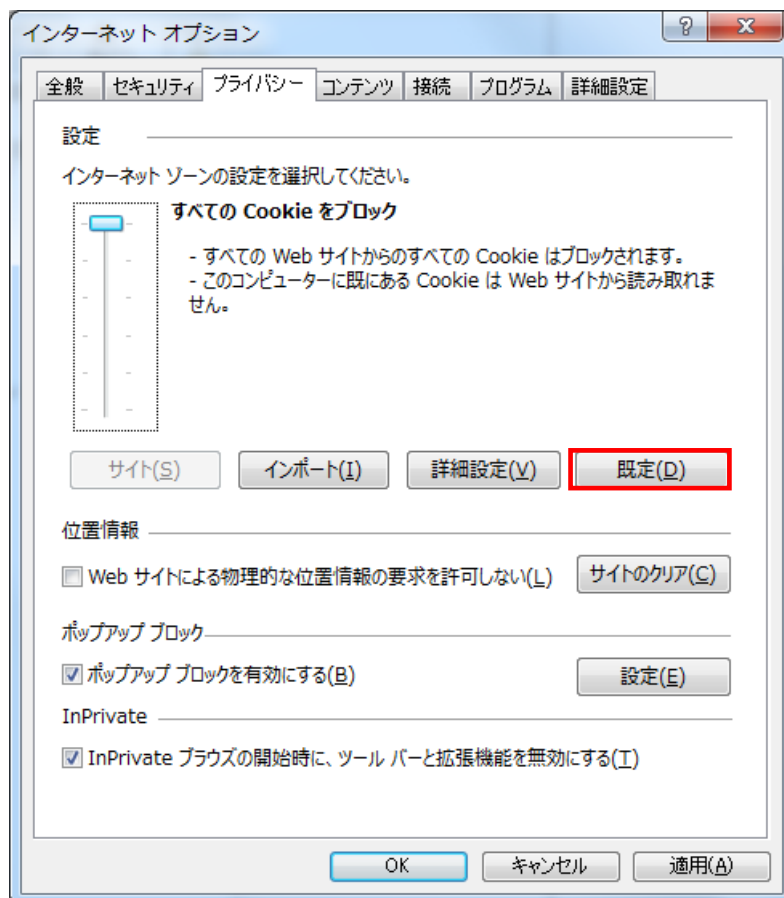 インターネット オプション
全般 セキュリティ プライバシー コンテンツ 接続 プログラム 詳細設定
設定
インターネット ゾーンの設定を選択してください。
すべての Cookie をブロック
- すべての Web サイトからのすべての Cookie はブロックされます。
- このコンピューターに既にある Cookie は Web サイトから読み取れま
せん。
サイト(S) インポート(I) 詳細設定(V) 既定(D)
位置情報
Web サイトによる物理的な位置情報の要求を許可しない(L) サイトのクリア(C)
ポップアップ ブロック
ポップアップ ブロックを有効にする(B) 設定(E)
InPrivate
InPrivate ブラウズの開始時に、ツール バーと拡張機能を無効にする(T)
OK キャンセル 適用(A)